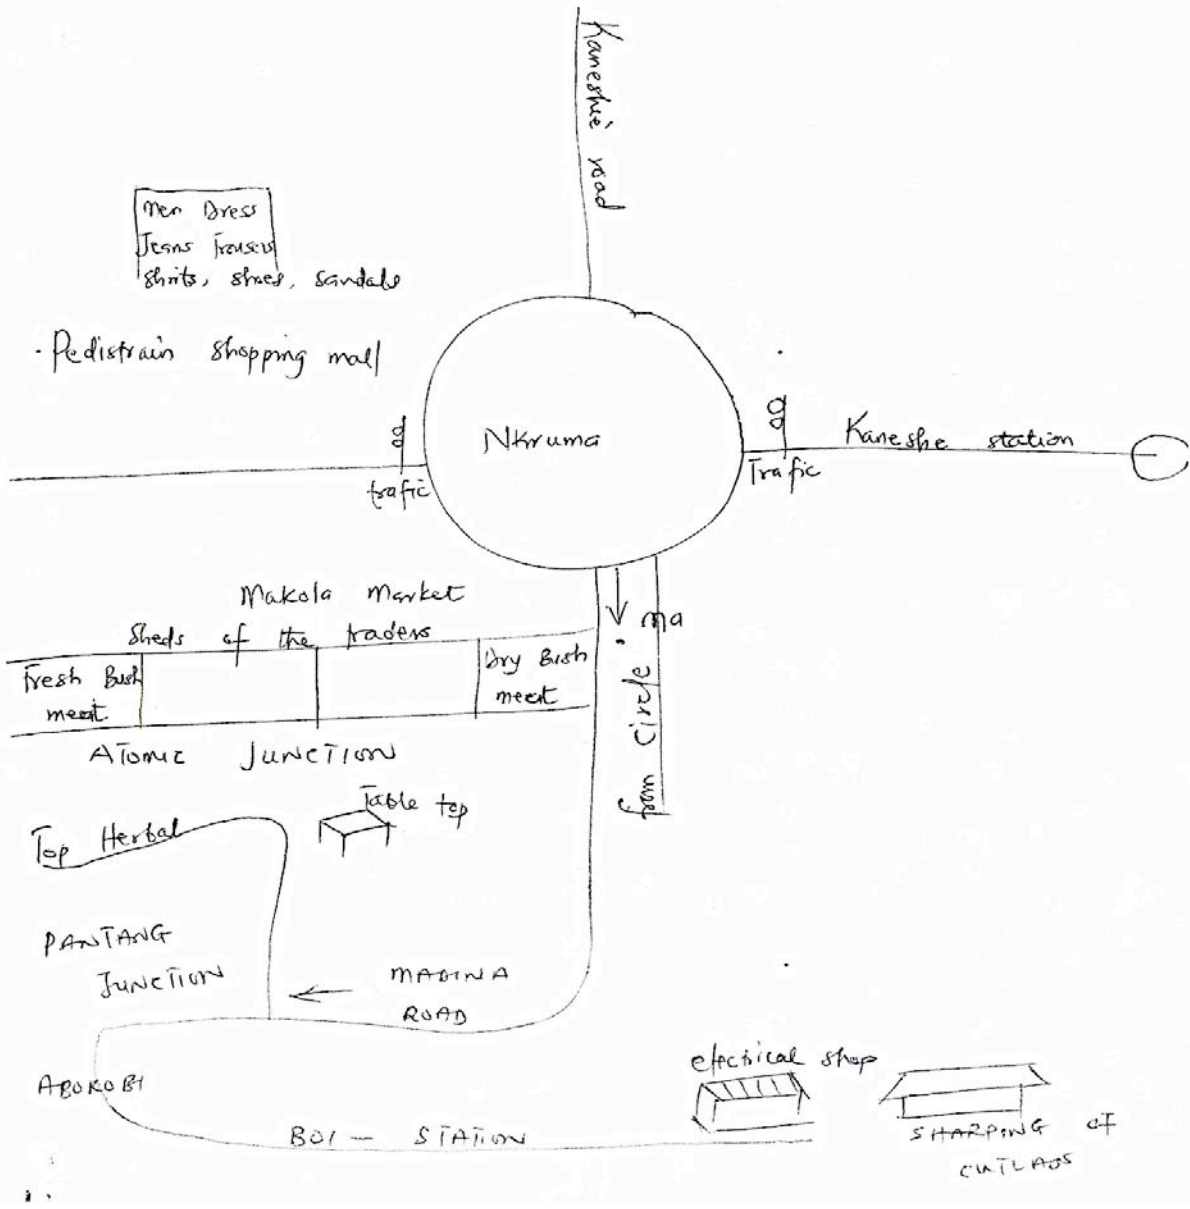 Kaneshie road
Men Dress
Jeans Trousers
Shrits, shoes, sandals
· Pedistrain shopping mall
Nkruma
Kaneshe station
trafic
Trafic
Makola Market
Sheds of the traders
ma
Fresh Bush
meat
Dry Bush
meat
from Circle
ATOMIC JUNCTION
Table top
Top Herbal
PANTANG
JUNCTION
MADINA
ROAD
ABOKOBI
electrical shop
BOI - STATION
SHARPING of
CUTLASS